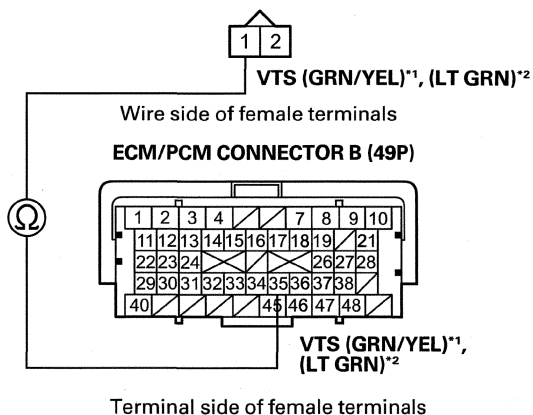 1 2
VTS (GRN/YEL)*1, (LT GRN)*2
Wire side of female terminals
ECM/PCM CONNECTOR B (49P)
1 2 3 4 7 8 9 10
11 12 13 14 15 16 17 18 19 21
Ω
22 23 24 26 27 28
29 30 31 32 33 34 35 36 37 38
40 45 46 47 48
VTS (GRN/YEL)*1,
(LT GRN)*2
Terminal side of female terminals